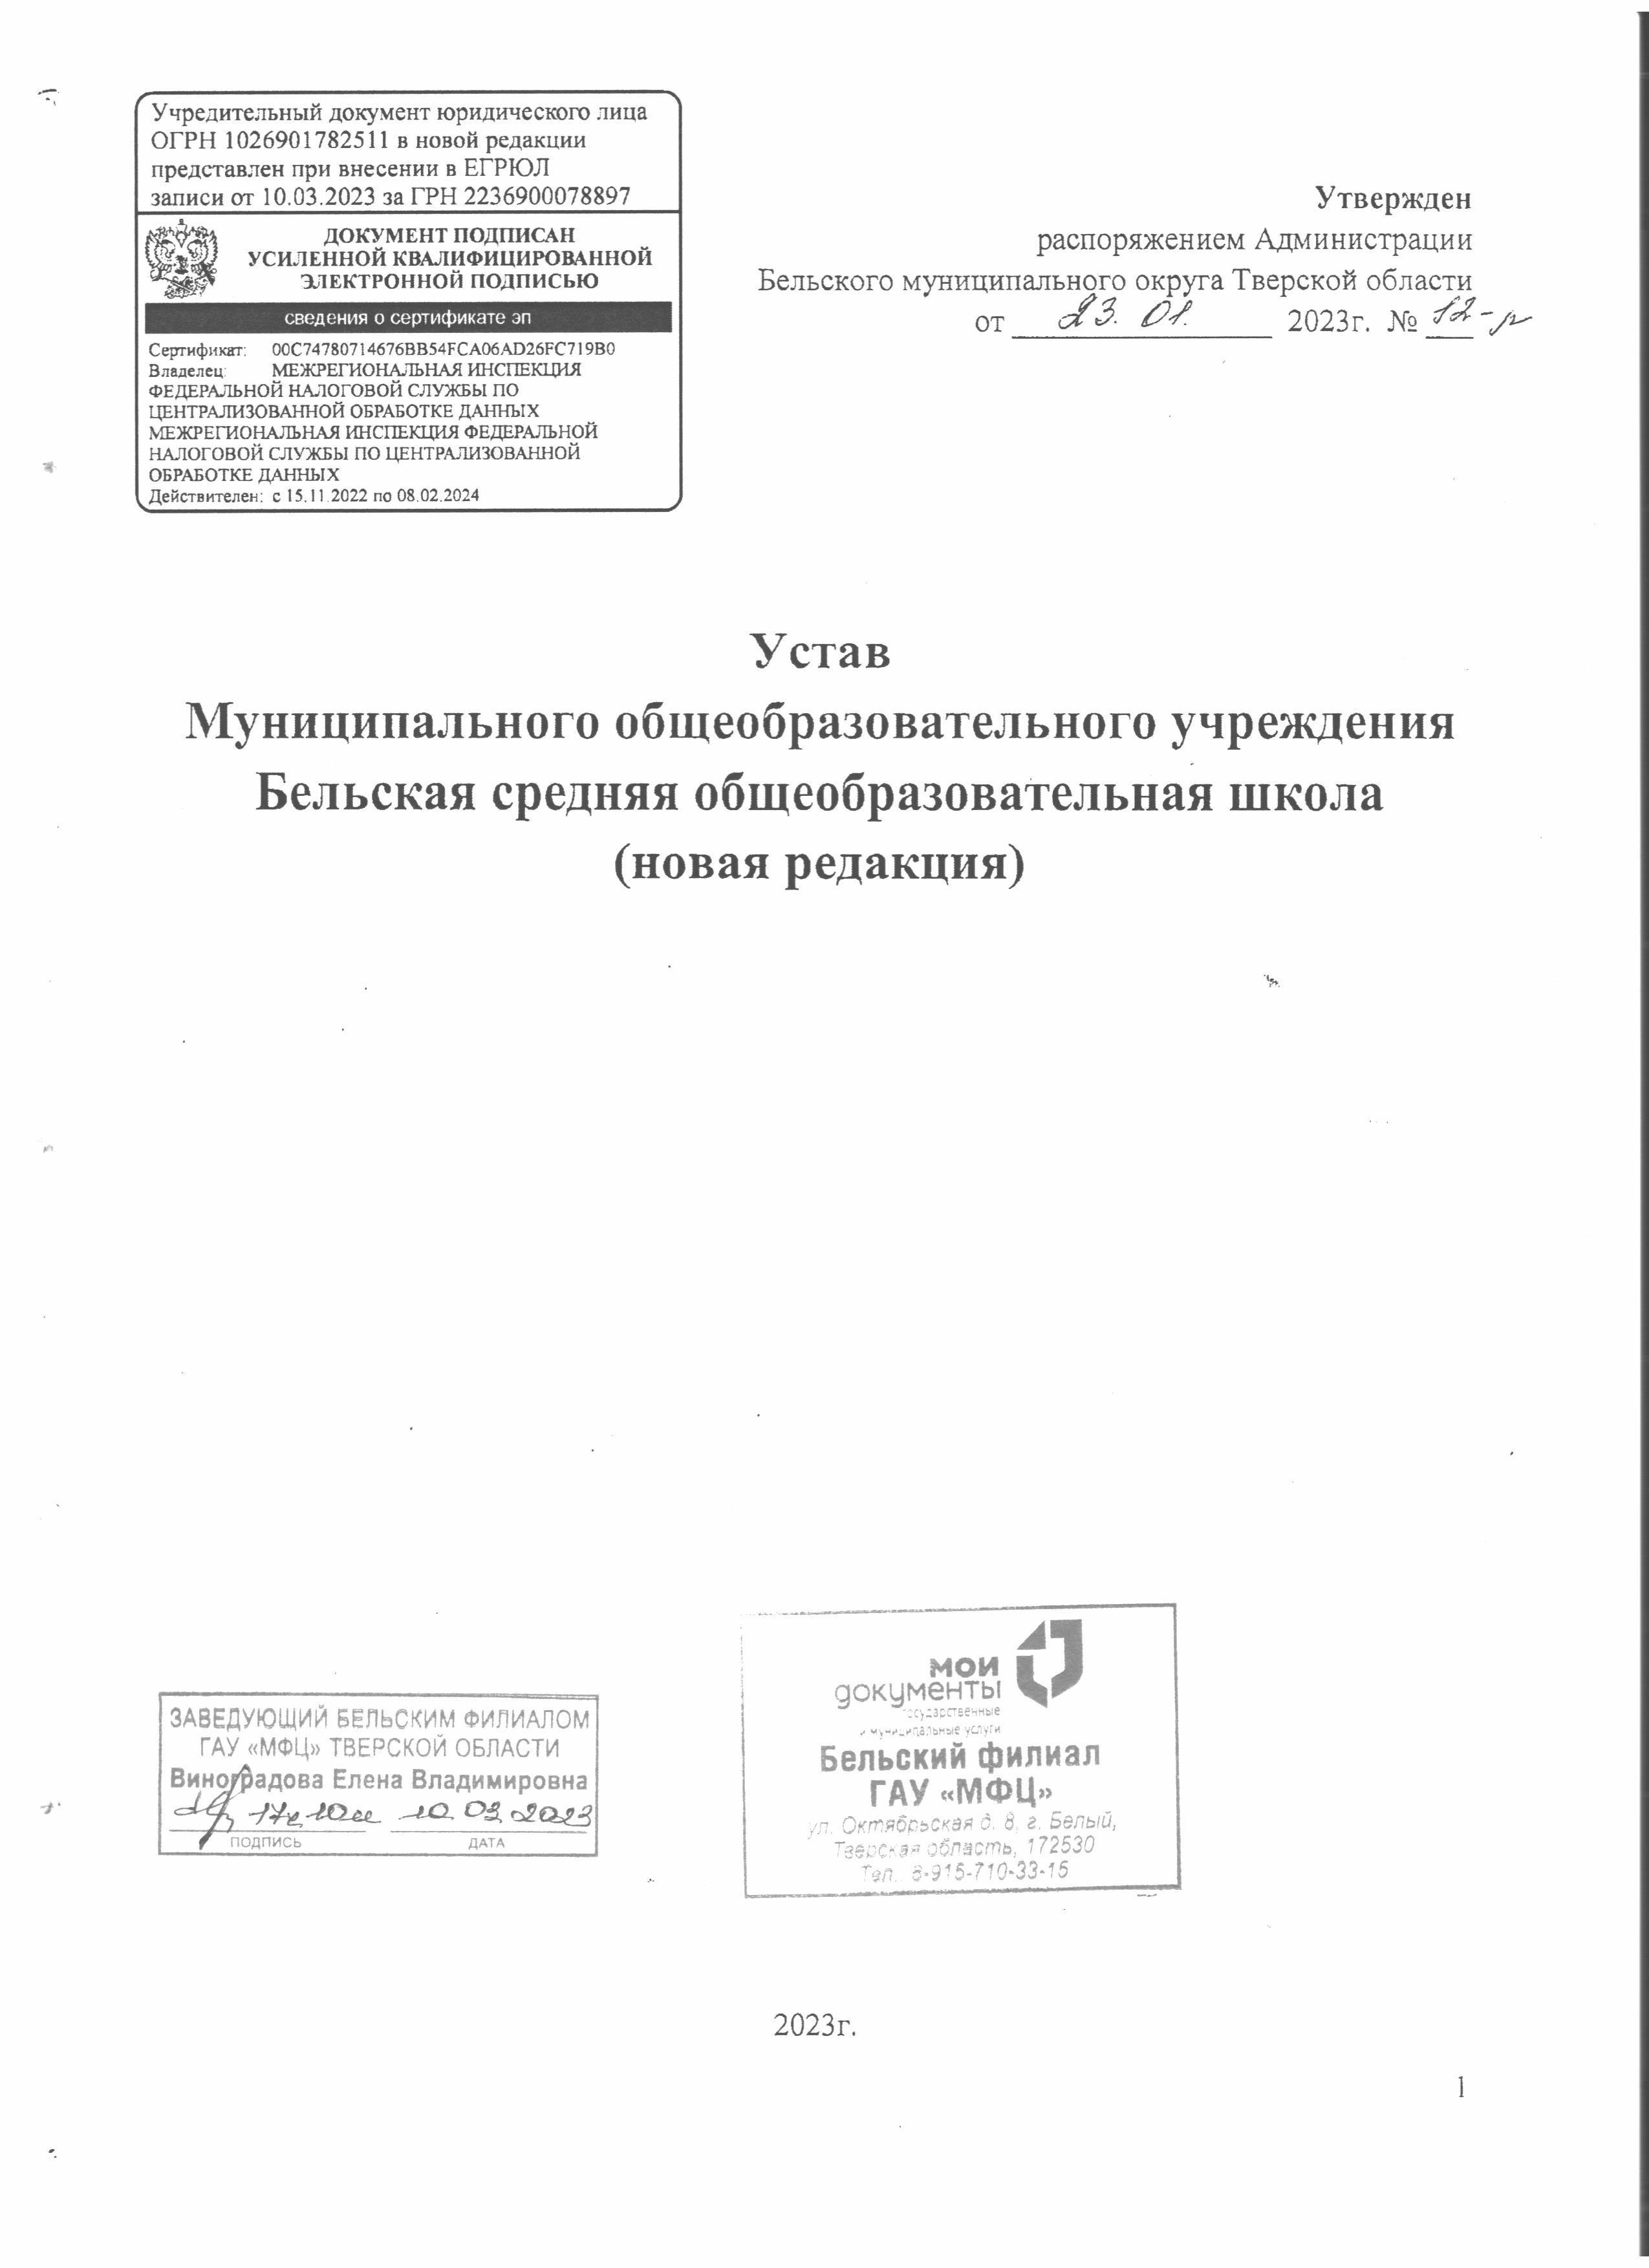 Учредительный документ юридического лица
ОГРН 1026901782511 в новой редакции
представлен при внесении в ЕГРЮЛ
записи от 10.03.2023 за ГРН 2236900078897
ДОКУМЕНТ ПОДПИСАН
УСИЛЕННОЙ КВАЛИФИЦИРОВАННОЙ
ЭЛЕКТРОННОЙ ПОДПИСЬЮ
сведения о сертификате эп
Сертификат: 00C74780714676BB54FCA06AD26FC719B0
Владелец: МЕЖРЕГИОНАЛЬНАЯ ИНСПЕКЦИЯ
ФЕДЕРАЛЬНОЙ НАЛОГОВОЙ СЛУЖБЫ ПО
ЦЕНТРАЛИЗОВАННОЙ ОБРАБОТКЕ ДАННЫХ
МЕЖРЕГИОНАЛЬНАЯ ИНСПЕКЦИЯ ФЕДЕРАЛЬНОЙ
НАЛОГОВОЙ СЛУЖБЫ ПО ЦЕНТРАЛИЗОВАННОЙ
ОБРАБОТКЕ ДАННЫХ
Действителен: с 15.11.2022 по 08.02.2024
Утвержден
распоряжением Администрации
Бельского муниципального округа Тверской области
от 23. 01. 2023г. № 12-р
Устав
Муниципального общеобразовательного учреждения
Бельская средняя общеобразовательная школа
(новая редакция)
ЗАВЕДУЮЩИЙ БЕЛЬСКИМ ФИЛИАЛОМ
ГАУ «МФЦ» ТВЕРСКОЙ ОБЛАСТИ
Виноградова Елена Владимировна
17ч 10м 10.03.2023
ПОДПИСЬ ДАТА
мои
документы
государственные
и муниципальные услуги
Бельский филиал
ГАУ «МФЦ»
ул. Октябрьская д. 8, г. Белый,
Тверская область, 172530
Тел. 8-915-710-33-15
2023г.
1